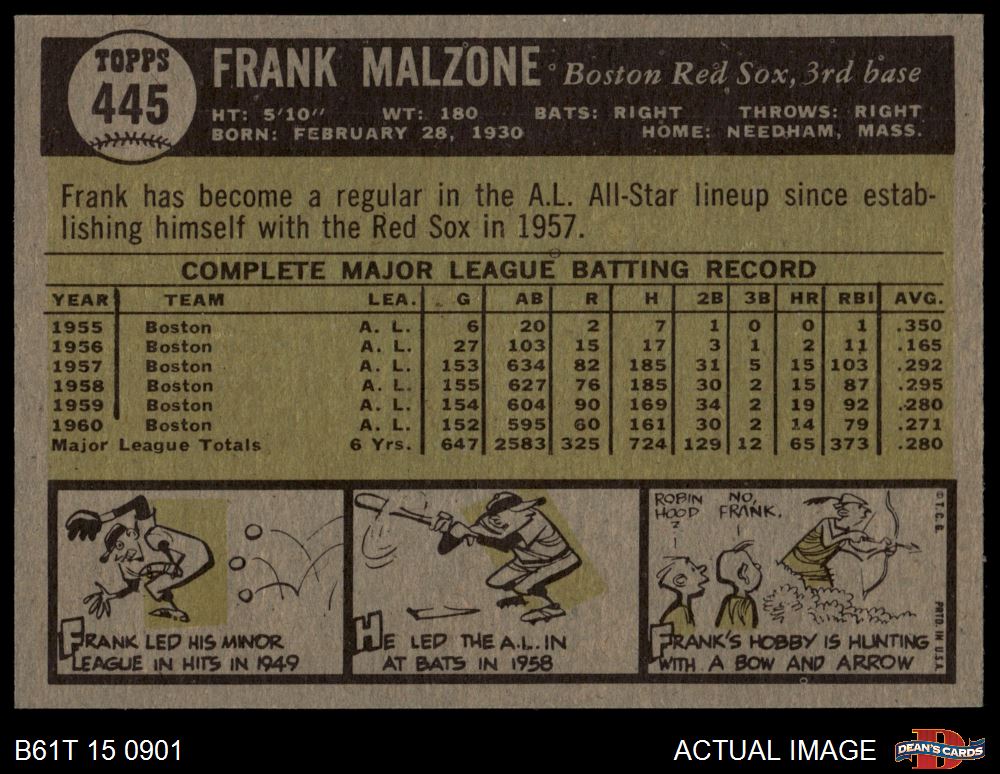 TOPPS
445
FRANK MALZONE · Boston Red Sox, 3rd base
HT: 5'10" WT: 180 BATS: RIGHT THROWS: RIGHT
BORN: FEBRUARY 28, 1930 HOME: NEEDHAM, MASS.
Frank has become a regular in the A.L. All-Star lineup since estab-
lishing himself with the Red Sox in 1957.
COMPLETE MAJOR LEAGUE BATTING RECORD
YEAR TEAM LEA. G AB R H 2B 3B HR RBI AVG.
1955 Boston A. L. 6 20 2 7 1 0 0 1 .350
1956 Boston A. L. 27 103 15 17 3 1 2 11 .165
1957 Boston A. L. 153 634 82 185 31 5 15 103 .292
1958 Boston A. L. 155 627 76 185 30 2 15 87 .295
1959 Boston A. L. 154 604 90 169 34 2 19 92 .280
1960 Boston A. L. 152 595 60 161 30 2 14 79 .271
Major League Totals 6 Yrs. 647 2583 325 724 129 12 65 373 .280
FRANK LED HIS MINOR
LEAGUE IN HITS IN 1949
HE LED THE A.L. IN
AT BATS IN 1958
ROBIN
HOOD
?
NO,
FRANK.
FRANK'S HOBBY IS HUNTING
WITH A BOW AND ARROW
© T.C.G.
PRTD. IN U.S.A.
B61T 15 0901
ACTUAL IMAGE
DEAN'S CARDS